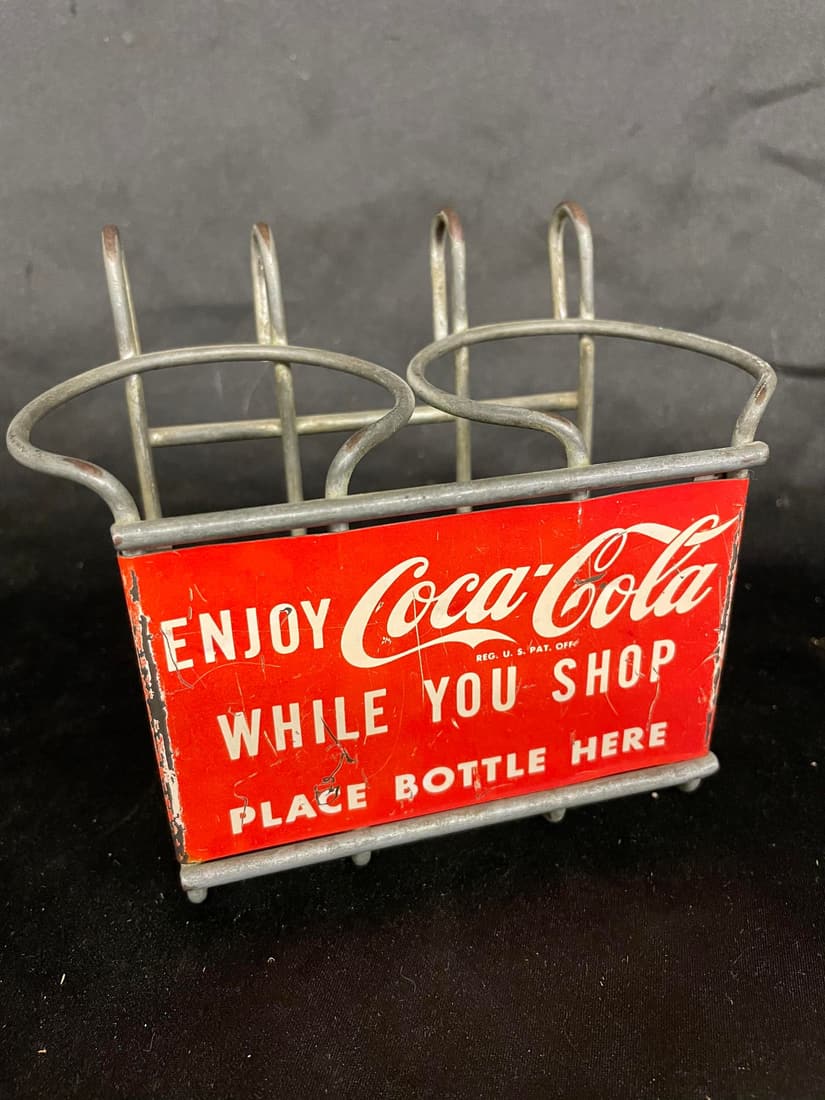 ENJOY Coca-Cola
REG. U. S. PAT. OFF.
WHILE YOU SHOP
PLACE BOTTLE HERE